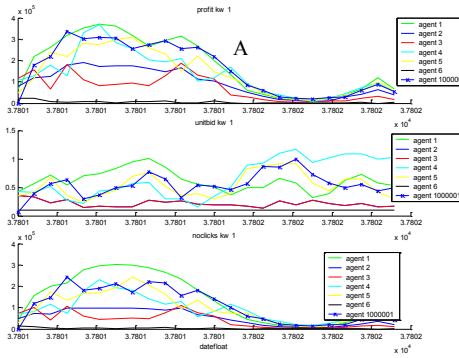 profit kw 1
x 10^5
A
4
3
2
1
0
3.7801 3.7801 3.7801 3.7801 3.7801 3.7802 3.7802 3.7802 3.7802
x 10^4
agent 1
agent 2
agent 3
agent 4
agent 5
agent 6
agent 100000
unitbid kw 1
1.5
1.0
0.5
0
3.7801 3.7801 3.7801 3.7801 3.7801 3.7802 3.7802 3.7802 3.7802
x 10^4
agent 1
agent 2
agent 3
agent 4
agent 5
agent 6
agent 1000001
noclicks kw 1
x 10^5
4
3
2
1
0
3.7801 3.7801 3.7801 3.7801 3.7801 3.7802 3.7802 3.7802 3.7802
x 10^4
datefloat
agent 1
agent 2
agent 3
agent 4
agent 5
agent 6
agent 1000001